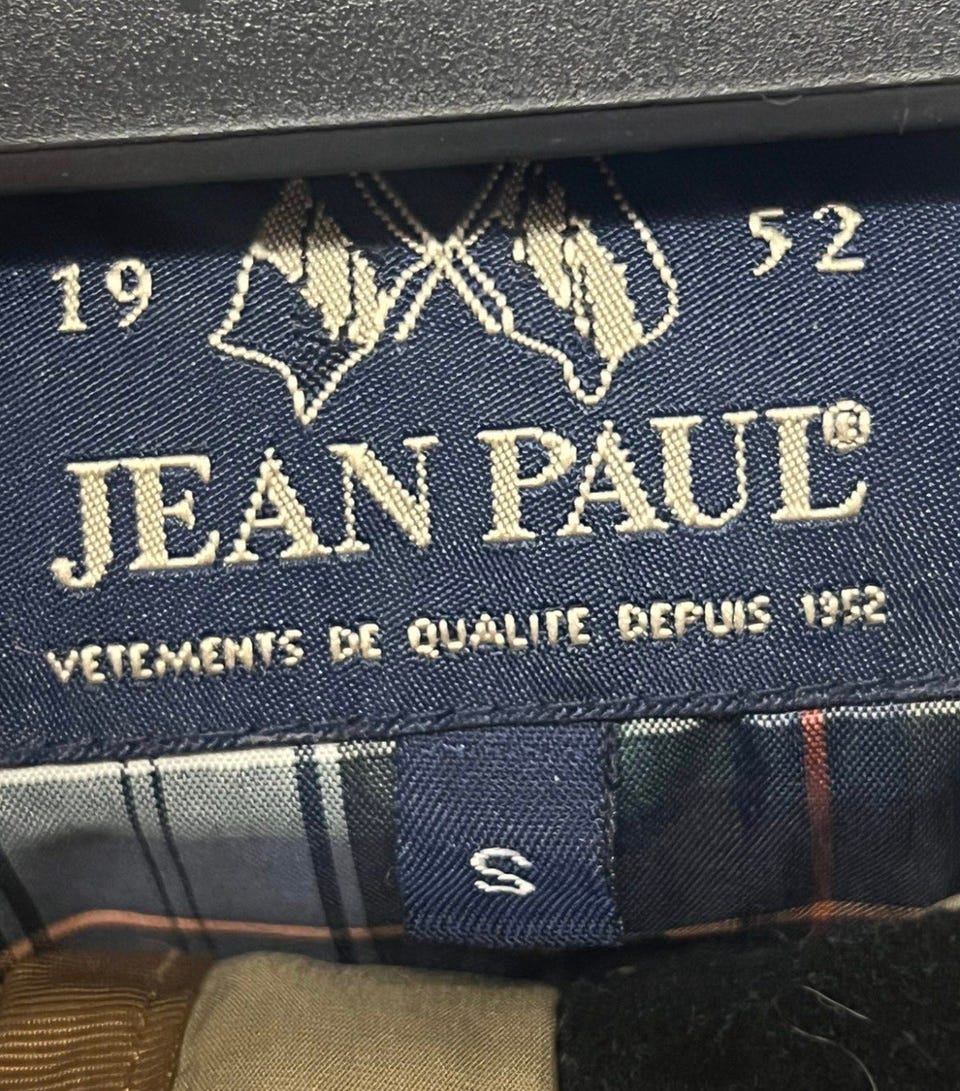 19 52
JEAN PAUL®
VETEMENTS DE QUALITE DEPUIS 1952
S